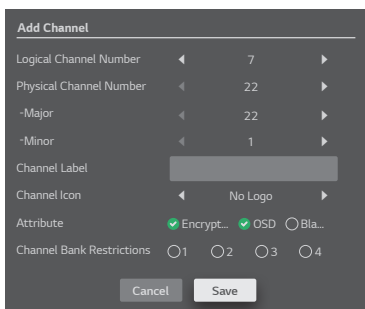 Add Channel
Logical Channel Number 7
Physical Channel Number 22
-Major 22
-Minor 1
Channel Label
Channel Icon No Logo
Attribute Encrypt... OSD Bla...
Channel Bank Restrictions 1 2 3 4
Cancel Save